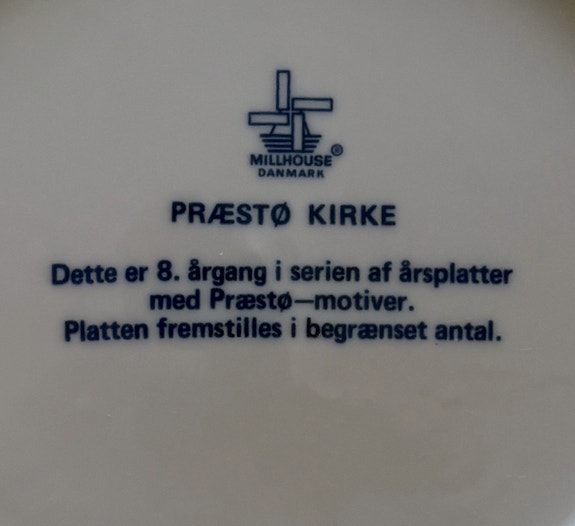 MILLHOUSE ®
DANMARK
PRÆSTØ KIRKE
Dette er 8. årgang i serien af årsplatter
med Præstø—motiver.
Platten fremstilles i begrænset antal.